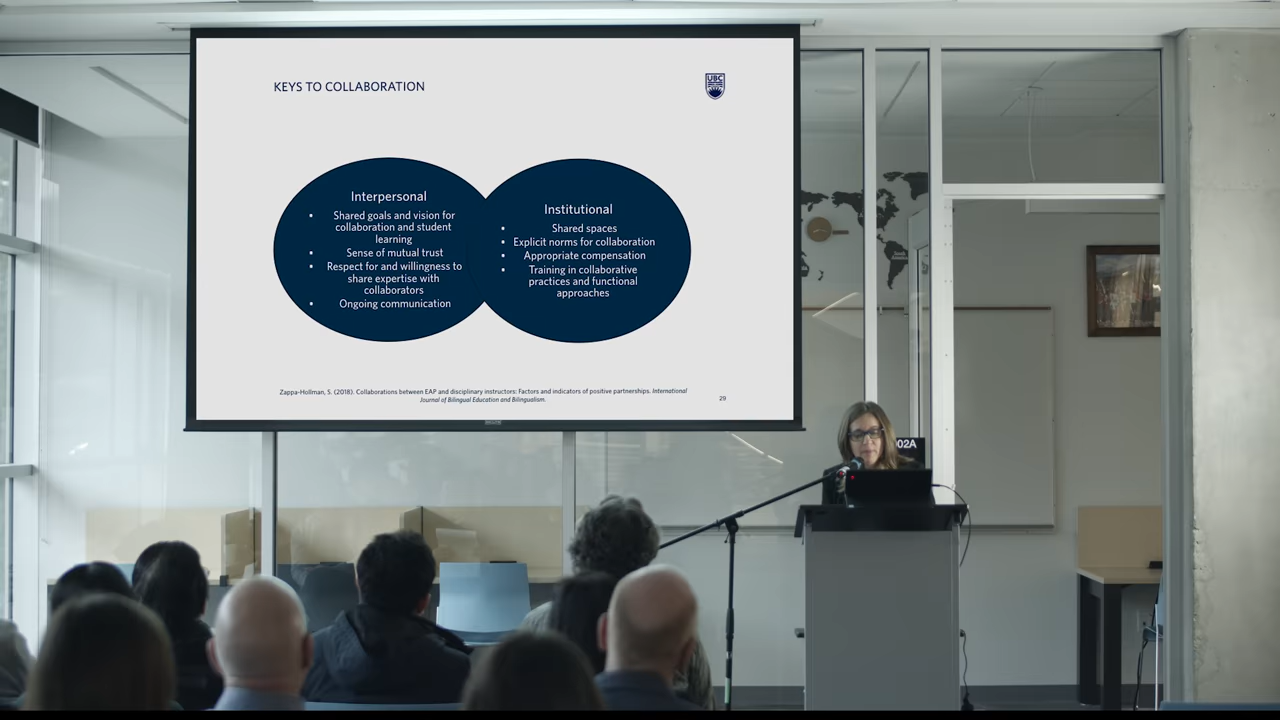 KEYS TO COLLABORATION
UBC
Interpersonal
• Shared goals and vision for
collaboration and student
learning
• Sense of mutual trust
• Respect for and willingness to
share expertise with
collaborators
• Ongoing communication
Institutional
• Shared spaces
• Explicit norms for collaboration
• Appropriate compensation
• Training in collaborative
practices and functional
approaches
Zappa-Hollman, S. (2018). Collaborations between EAP and disciplinary instructors: Factors and indicators of positive partnerships. International
Journal of Bilingual Education and Bilingualism.
29
02A